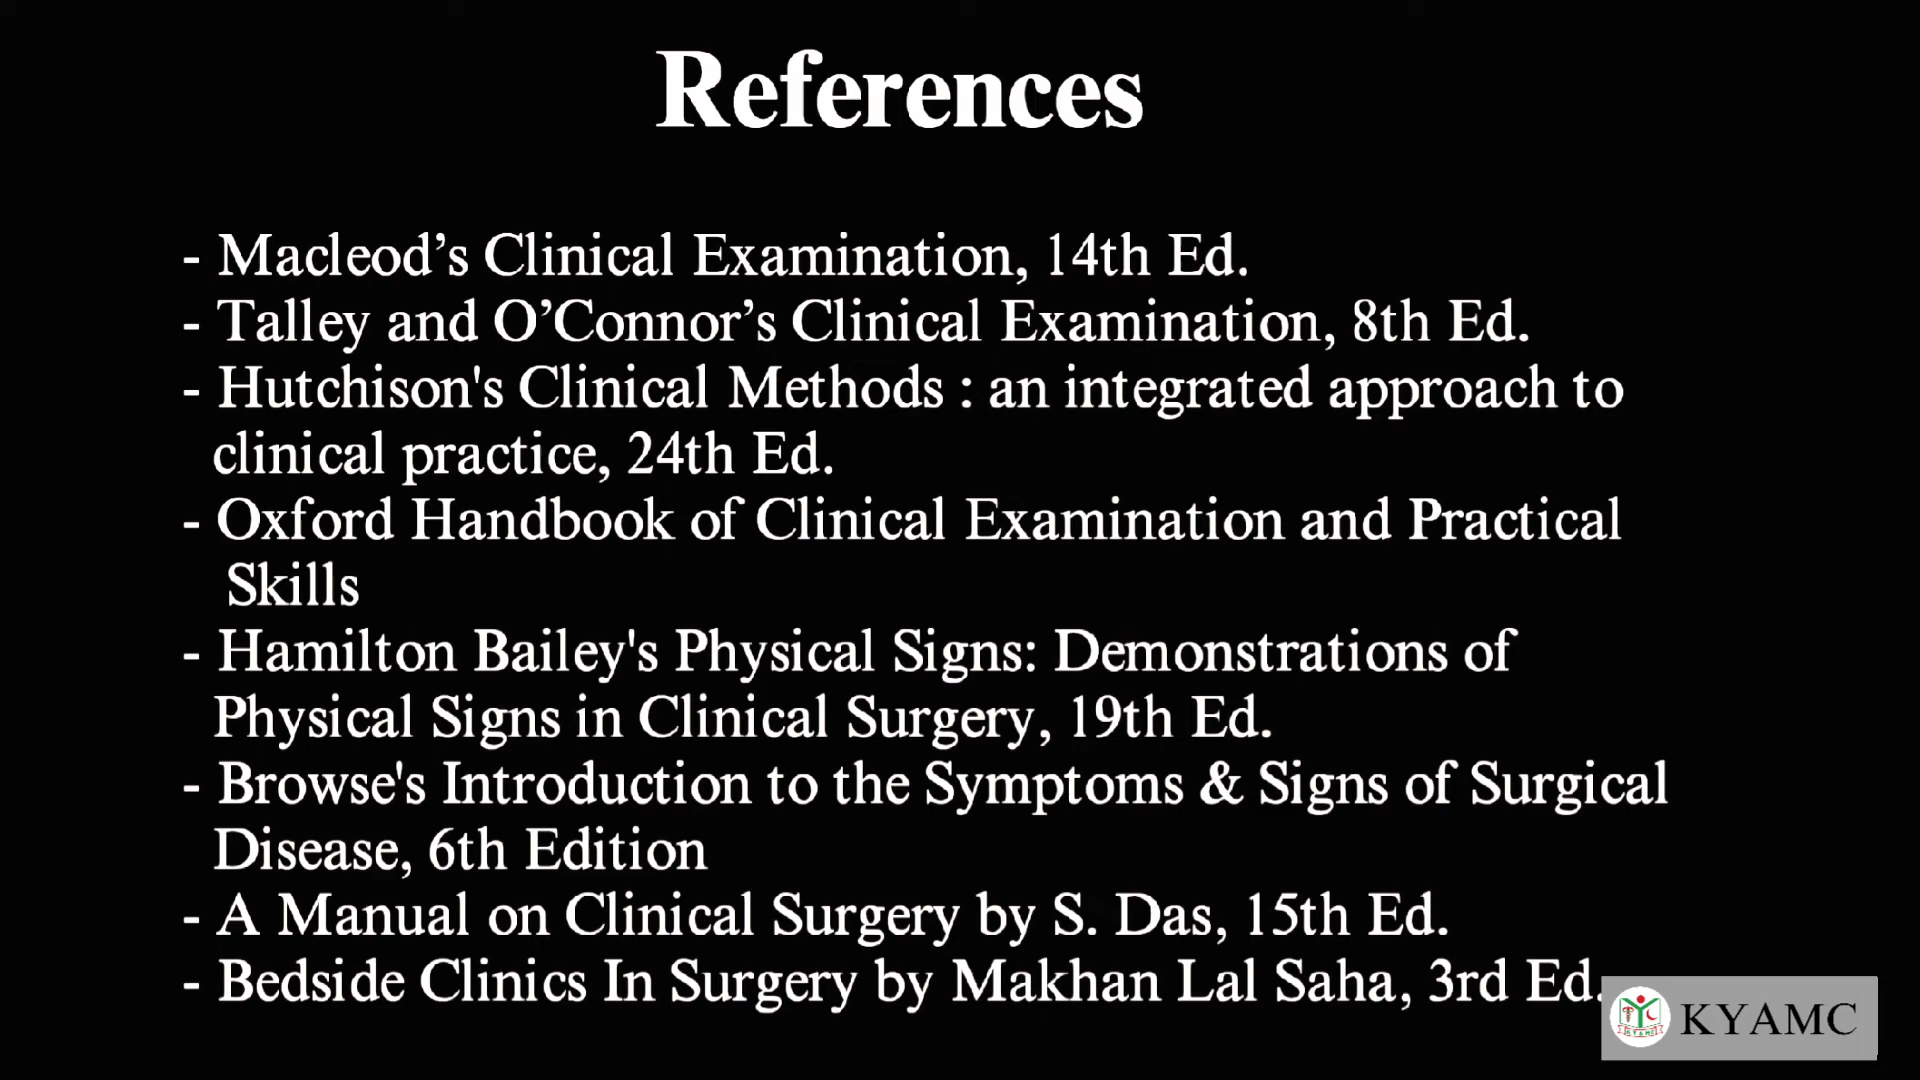 References
- Macleod’s Clinical Examination, 14th Ed.
- Talley and O’Connor’s Clinical Examination, 8th Ed.
- Hutchison's Clinical Methods : an integrated approach to
clinical practice, 24th Ed.
- Oxford Handbook of Clinical Examination and Practical
Skills
- Hamilton Bailey's Physical Signs: Demonstrations of
Physical Signs in Clinical Surgery, 19th Ed.
- Browse's Introduction to the Symptoms & Signs of Surgical
Disease, 6th Edition
- A Manual on Clinical Surgery by S. Das, 15th Ed.
- Bedside Clinics In Surgery by Makhan Lal Saha, 3rd Ed.
KYAMC